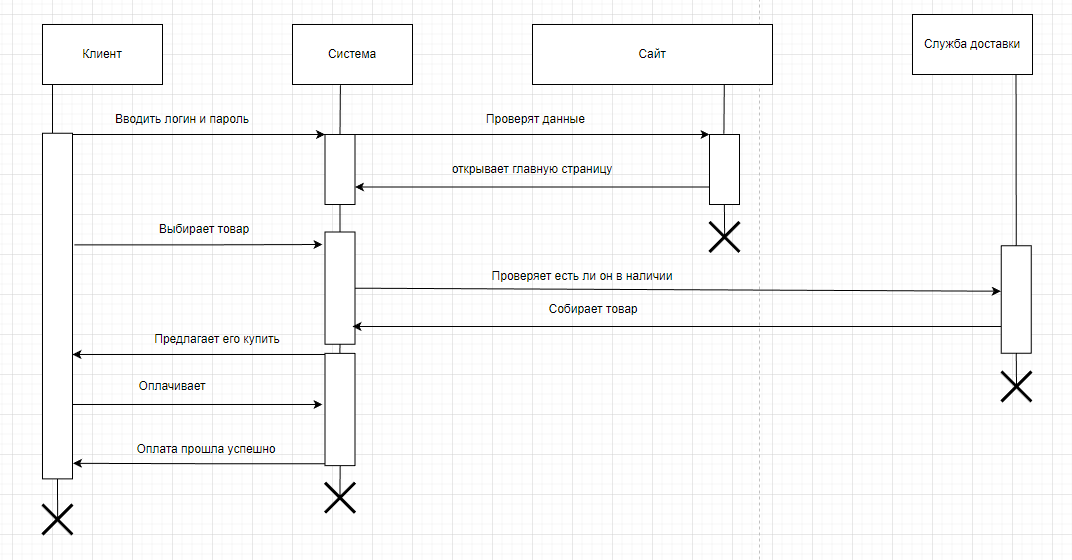 Клиент
Система
Сайт
Служба доставки
Вводить логин и пароль
Проверят данные
открывает главную страницу
Выбирает товар
Проверяет есть ли он в наличии
Собирает товар
Предлагает его купить
Оплачивает
Оплата прошла успешно